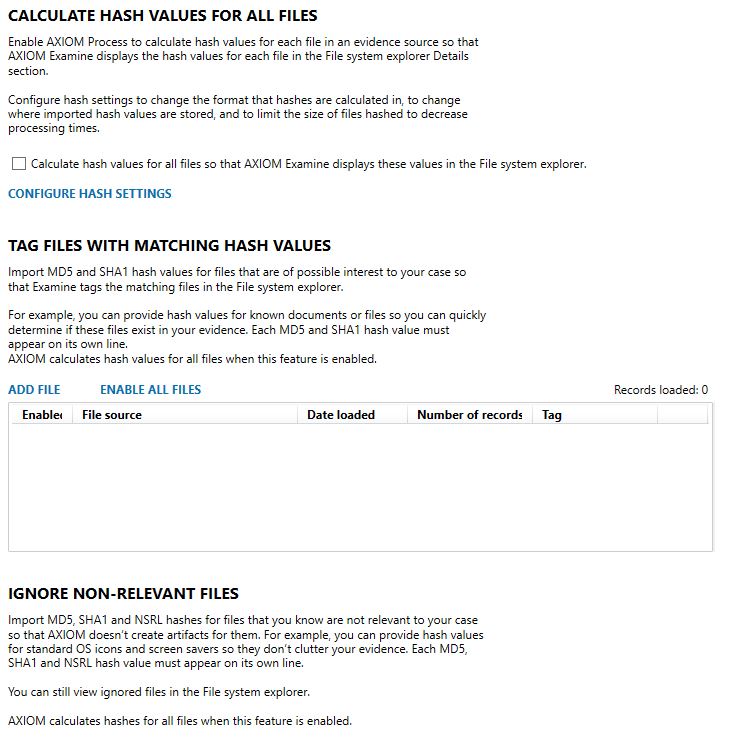 CALCULATE HASH VALUES FOR ALL FILES
Enable AXIOM Process to calculate hash values for each file in an evidence source so that
AXIOM Examine displays the hash values for each file in the File system explorer Details
section.
Configure hash settings to change the format that hashes are calculated in, to change
where imported hash values are stored, and to limit the size of files hashed to decrease
processing times.
Calculate hash values for all files so that AXIOM Examine displays these values in the File system explorer.
CONFIGURE HASH SETTINGS
TAG FILES WITH MATCHING HASH VALUES
Import MD5 and SHA1 hash values for files that are of possible interest to your case so
that Examine tags the matching files in the File system explorer.
For example, you can provide hash values for known documents or files so you can quickly
determine if these files exist in your evidence. Each MD5 and SHA1 hash value must
appear on its own line.
AXIOM calculates hash values for all files when this feature is enabled.
ADD FILE ENABLE ALL FILES Records loaded: 0
Enabled File source Date loaded Number of records Tag
IGNORE NON-RELEVANT FILES
Import MD5, SHA1 and NSRL hashes for files that you know are not relevant to your case
so that AXIOM doesn't create artifacts for them. For example, you can provide hash values
for standard OS icons and screen savers so they don't clutter your evidence. Each MD5,
SHA1 and NSRL hash value must appear on its own line.
You can still view ignored files in the File system explorer.
AXIOM calculates hashes for all files when this feature is enabled.